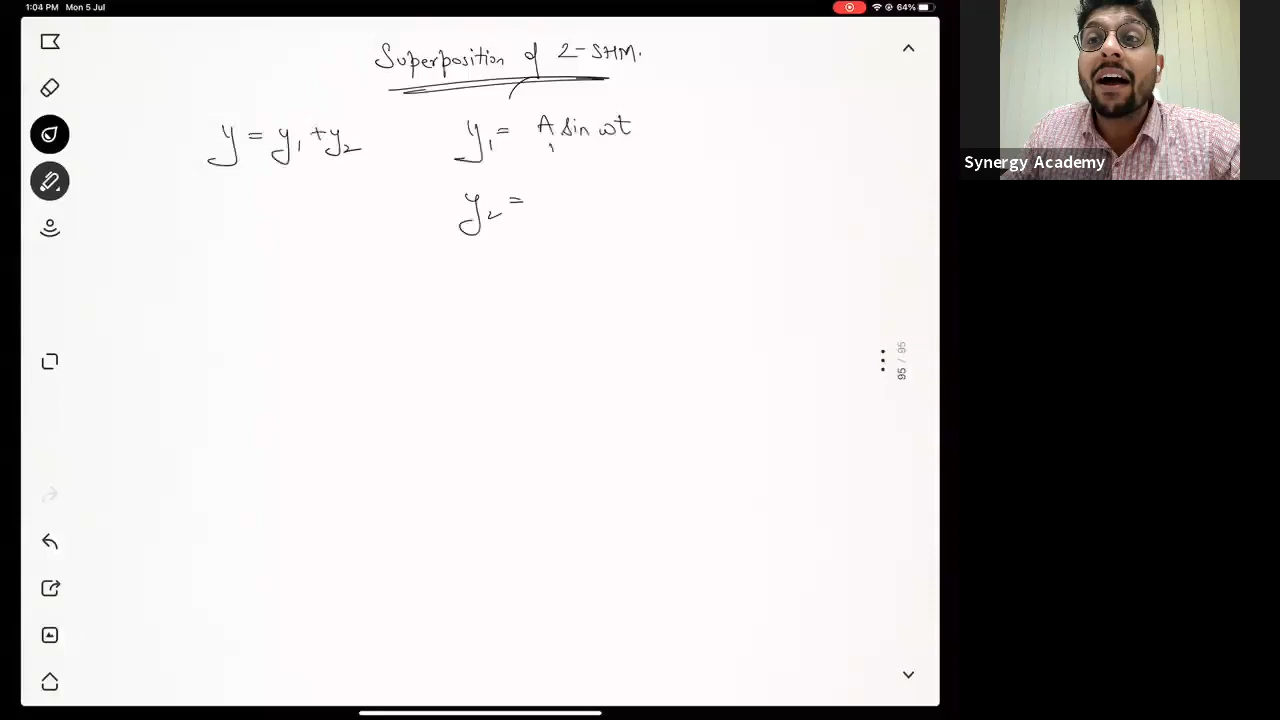 1:04 PM Mon 5 Jul
64%
Superposition of 2-SHM.
y = y₁ + y₂
y₁ = A₁ sin ωt
y₂ =
95 / 95
Synergy Academy